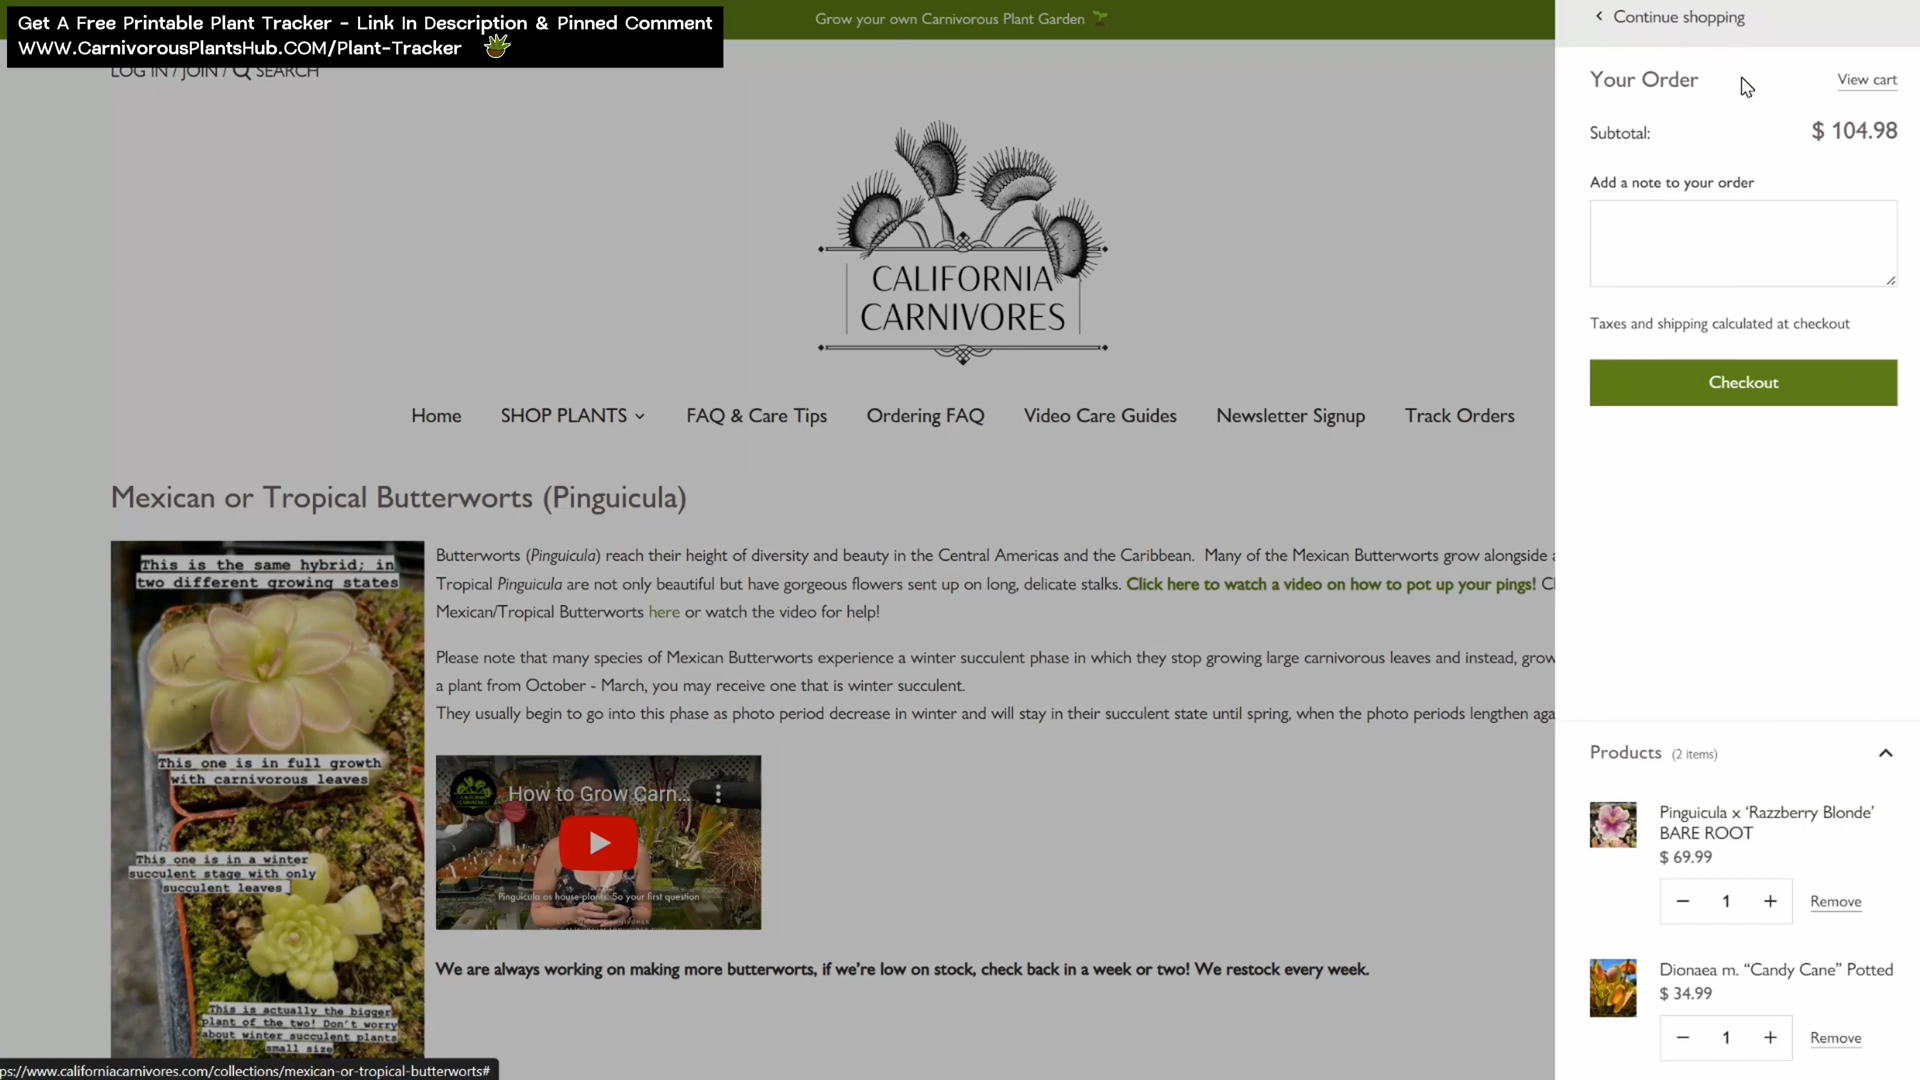 Get A Free Printable Plant Tracker - Link In Description & Pinned Comment
WWW.CarnivorousPlantsHub.COM/Plant-Tracker
Grow your own Carnivorous Plant Garden
LOG IN / JOIN / SEARCH
CALIFORNIA
CARNIVORES
Home
SHOP PLANTS
FAQ & Care Tips
Ordering FAQ
Video Care Guides
Newsletter Signup
Track Orders
Mexican or Tropical Butterworts (Pinguicula)
This is the same hybrid; in
two different growing states
This one is in full growth
with carnivorous leaves
This one is in a winter
succulent stage with only
succulent leaves
This is actually the bigger
plant of the two! Don't worry
about winter succulent plants
small size
Butterworts (Pinguicula) reach their height of diversity and beauty in the Central Americas and the Caribbean. Many of the Mexican Butterworts grow alongside
Tropical Pinguicula are not only beautiful but have gorgeous flowers sent up on long, delicate stalks. Click here to watch a video on how to pot up your pings!
Mexican/Tropical Butterworts here or watch the video for help!
Please note that many species of Mexican Butterworts experience a winter succulent phase in which they stop growing large carnivorous leaves and instead, grow
a plant from October - March, you may receive one that is winter succulent.
They usually begin to go into this phase as photo period decrease in winter and will stay in their succulent state until spring, when the photo periods lengthen aga
How to Grow Carn...
Pinguicula as house plants. So your first question
We are always working on making more butterworts, if we're low on stock, check back in a week or two! We restock every week.
Continue shopping
Your Order
View cart
Subtotal:
$ 104.98
Add a note to your order
Taxes and shipping calculated at checkout
Checkout
Products (2 items)
Pinguicula x ‘Razzberry Blonde’
BARE ROOT
$ 69.99
− 1 + Remove
Dionaea m. “Candy Cane” Potted
$ 34.99
− 1 + Remove
ps://www.californiacarnivores.com/collections/mexican-or-tropical-butterworts#